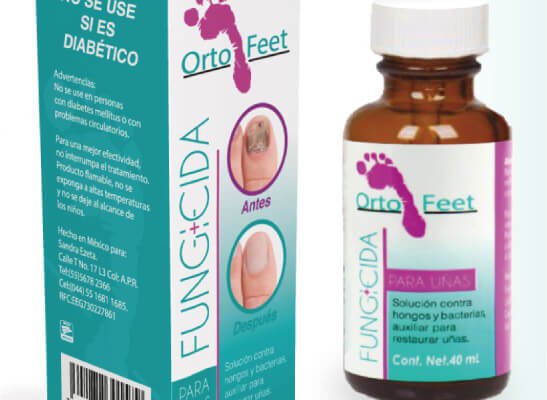 NO SE USE
SI ES
DIABÉTICO
Advertencias:
No se use en personas
con diabetes mellitus o con
problemas circulatorios.
Para una mejor efectividad,
no interrumpa el tratamiento.
Producto flamable, no se
exponga a altas temperaturas
y no se deje al alcance de
los niños.
Hecho en México para:
Sandra Ezeta.
Calle T No. 17 L3 Col: A.P.R.
Tel:(55)5678 2366
Cel:(044) 55 1681 1685.
RFC:EEG730227861
Orto Feet
FUNGICIDA
Antes
Después
Solución contra
hongos y bacterias,
auxiliar para
PARA
Orto Feet
FUNGICIDA
PARA UÑAS
Solución contra
hongos y bacterias,
auxiliar para
restaurar uñas.
Cont. Net.40 mL